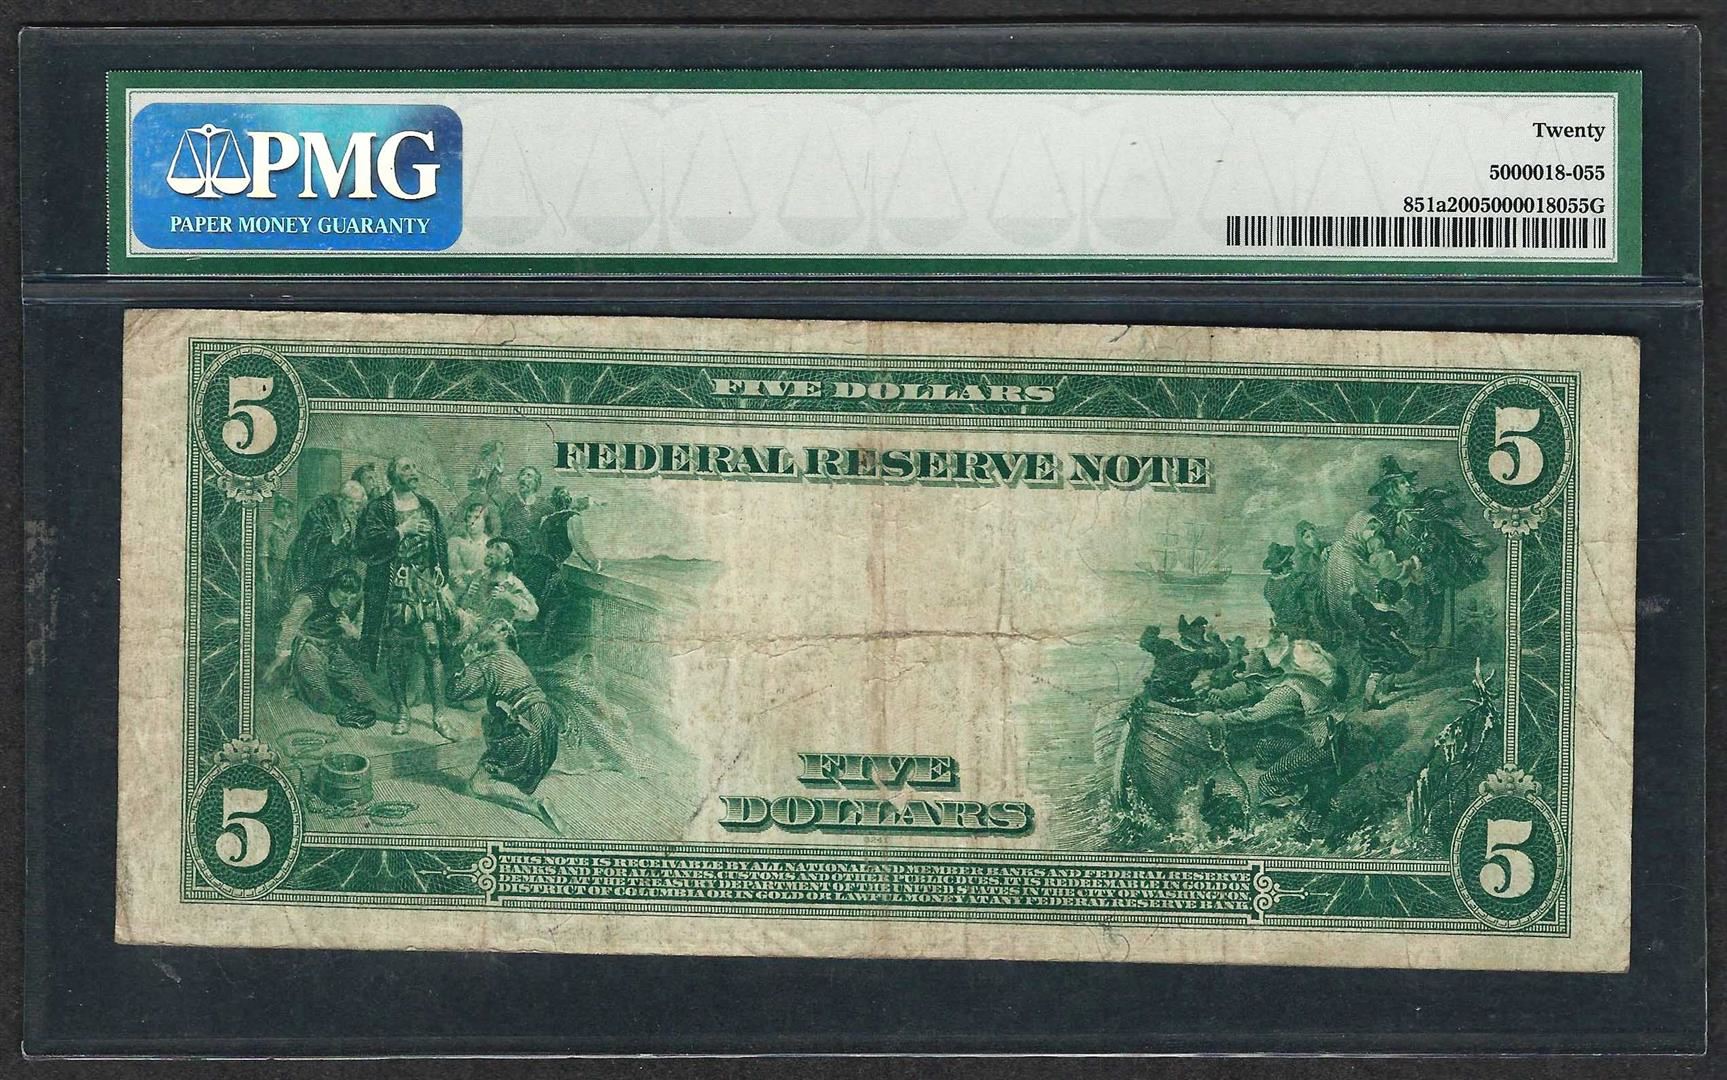 PMG
PAPER MONEY GUARANTY
Twenty
5000018-055
851a2005000018055G
5
FIVE DOLLARS
5
FEDERAL RESERVE NOTE
FIVE
DOLLARS
5
THIS NOTE IS RECEIVABLE BY ALL NATIONAL AND MEMBER BANKS AND FEDERAL RESERVE
BANKS AND FOR ALL TAXES, CUSTOMS AND OTHER PUBLIC DUES. IT IS REDEEMABLE IN GOLD ON
DEMAND AT THE TREASURY DEPARTMENT OF THE UNITED STATES IN THE CITY OF WASHINGTON,
DISTRICT OF COLUMBIA OR IN GOLD OR LAWFUL MONEY AT ANY FEDERAL RESERVE BANK.
5